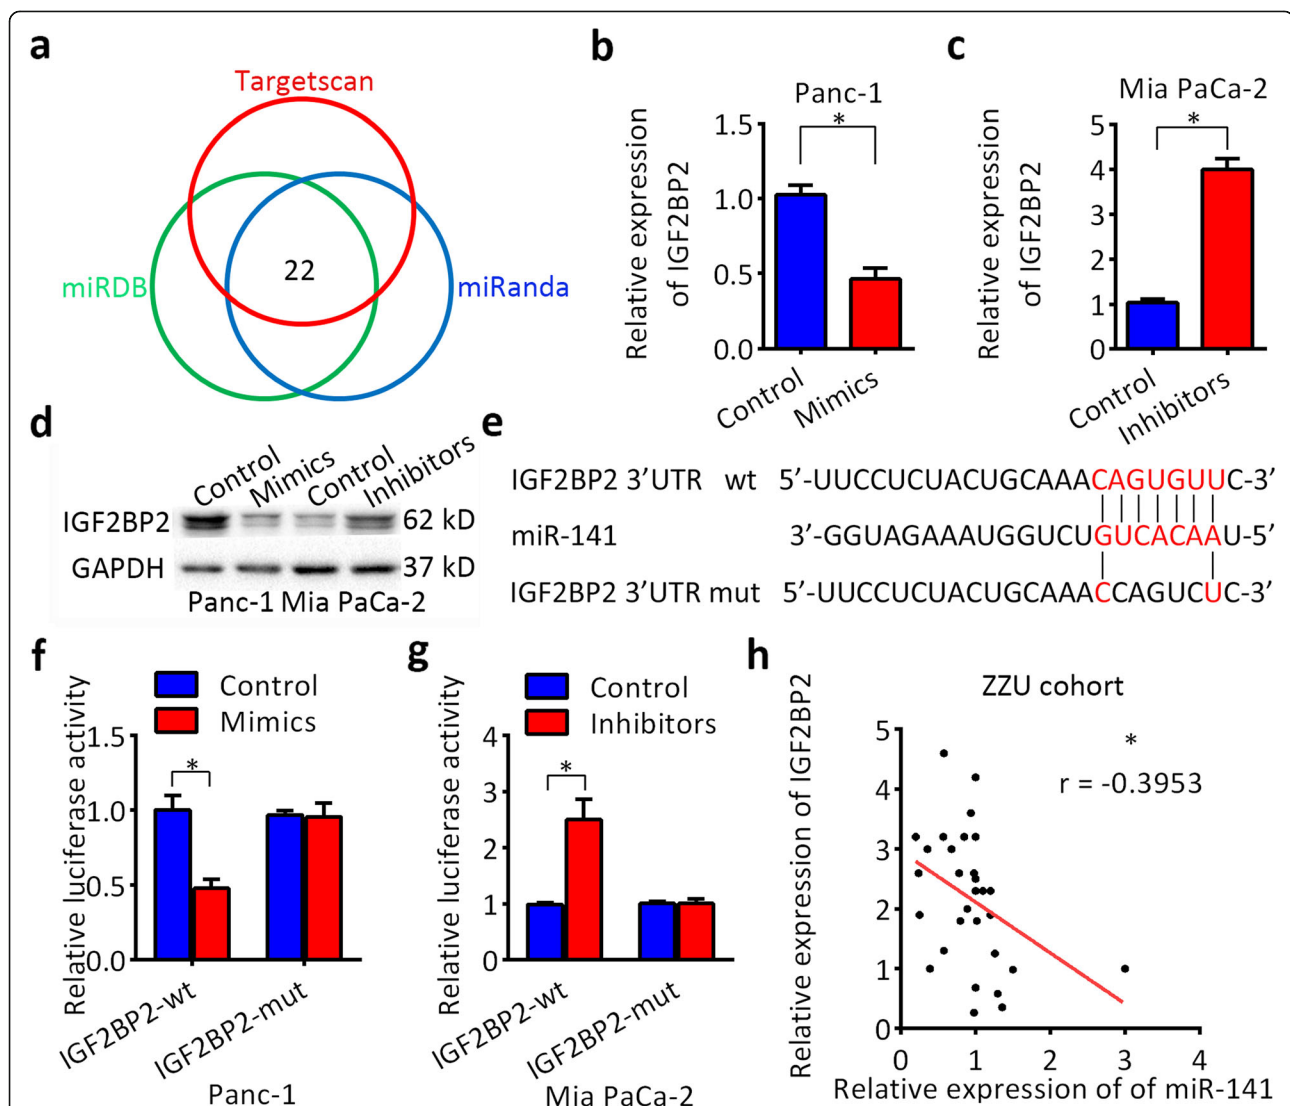 a
Targetscan
miRDB
22
miRanda
b
Panc-1
*
Relative expression
of IGF2BP2
1.5
1.0
0.5
0.0
Control
Mimics
c
Mia PaCa-2
*
Relative expression
of IGF2BP2
5
4
3
2
1
0
Control
Inhibitors
d
Control
Mimics
Control
Inhibitors
IGF2BP2
62 kD
GAPDH
37 kD
Panc-1 Mia PaCa-2
e
IGF2BP2 3’UTR wt 5’-UUCCUCUACUGCAAACAGUGUUC-3’
miR-141 3’-GGUAGAAAUGGUCUGUCACAAU-5’
IGF2BP2 3’UTR mut 5’-UUCCUCUACUGCAAACCAGUCUC-3’
f
Control
Mimics
Relative luciferase activity
1.5
1.0
0.5
0.0
*
IGF2BP2-wt
IGF2BP2-mut
Panc-1
g
Control
Inhibitors
Relative luciferase activity
4
3
2
1
0
*
IGF2BP2-wt
IGF2BP2-mut
Mia PaCa-2
h
ZZU cohort
*
r = -0.3953
Relative expression of IGF2BP2
5
4
3
2
1
0
0 1 2 3 4
Relative expression of of miR-141